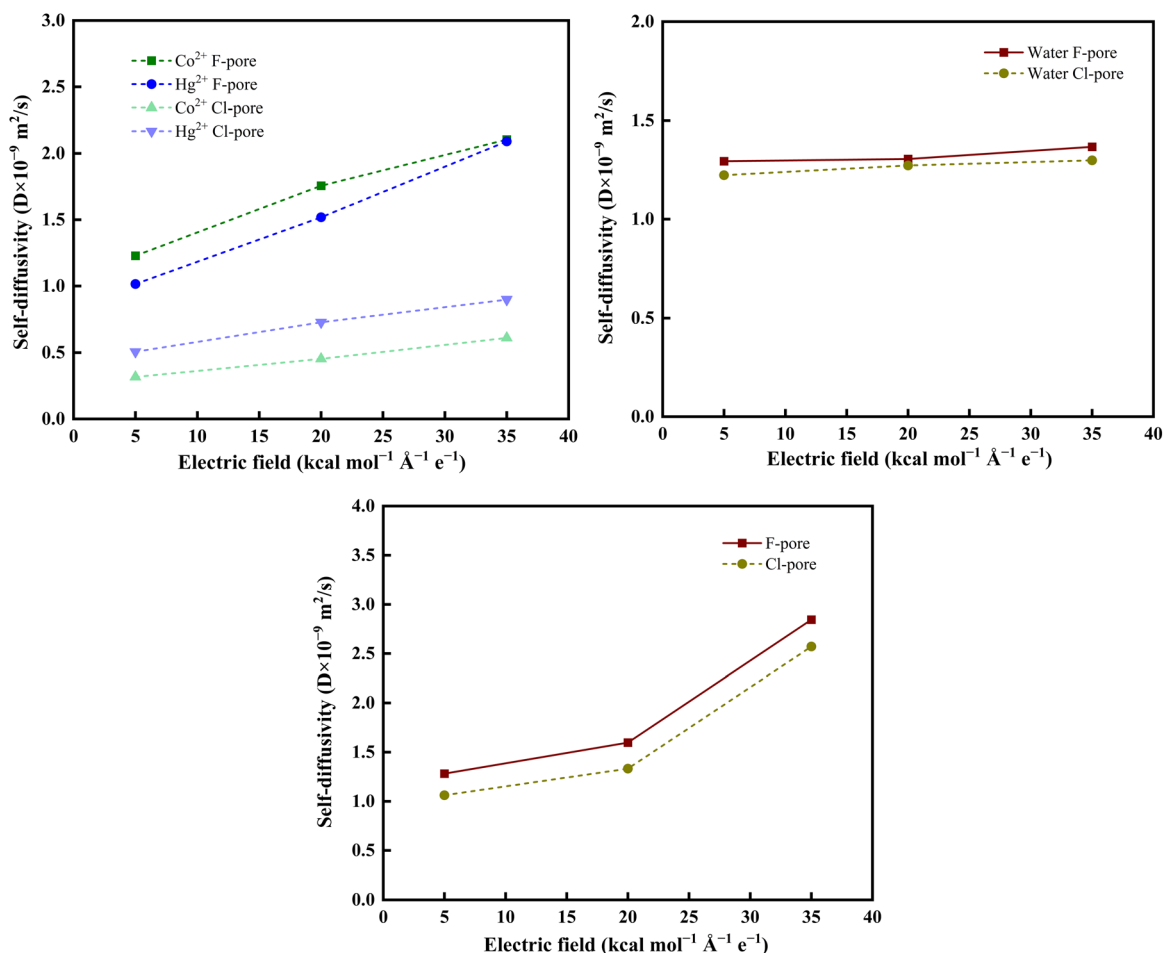 Self-diffusivity (D×10⁻⁹ m²/s)
3.0
2.5
2.0
1.5
1.0
0.5
0.0
Co²⁺ F-pore
Hg²⁺ F-pore
Co²⁺ Cl-pore
Hg²⁺ Cl-pore
0 5 10 15 20 25 30 35 40
Electric field (kcal mol⁻¹ Å⁻¹ e⁻¹)
Self-diffusivity (D×10⁻⁹ m²/s)
2.0
1.5
1.0
0.5
0.0
Water F-pore
Water Cl-pore
0 5 10 15 20 25 30 35 40
Electric field (kcal mol⁻¹ Å⁻¹ e⁻¹)
Self-diffusivity (D×10⁻⁹ m²/s)
4.0
3.5
3.0
2.5
2.0
1.5
1.0
0.5
0.0
F-pore
Cl-pore
0 5 10 15 20 25 30 35 40
Electric field (kcal mol⁻¹ Å⁻¹ e⁻¹)